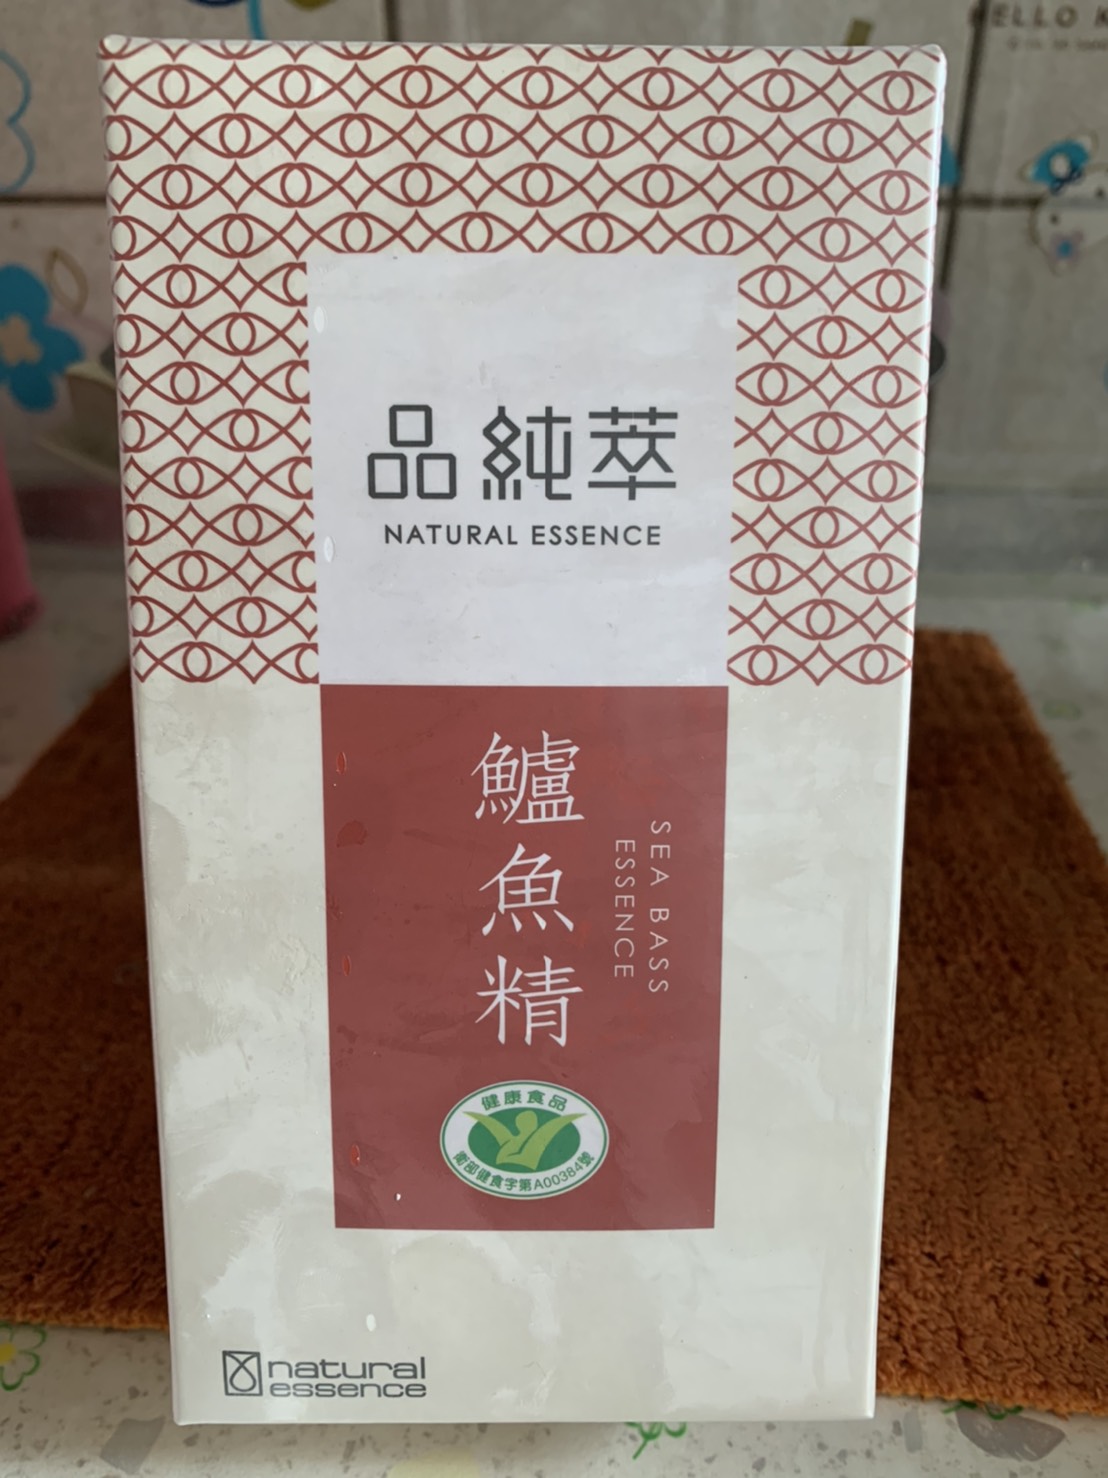 品純萃
NATURAL ESSENCE
鱸魚精
SEA BASS
ESSENCE
健康食品
衛部健食字第A00384號
natural
essence